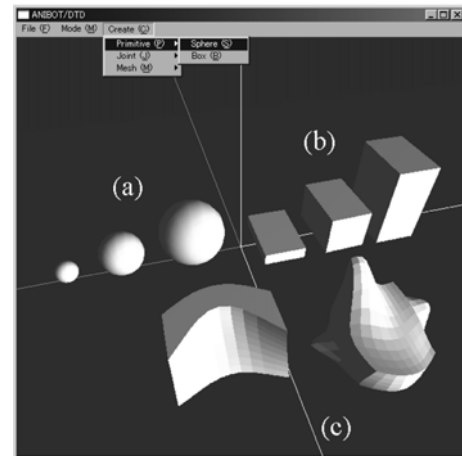 ANIBOT/DTD
File (F) Mode (M) Create (C)
Primitive (P) Sphere (S)
Joint (J) Box (B)
Mesh (M)
(a)
(b)
(c)